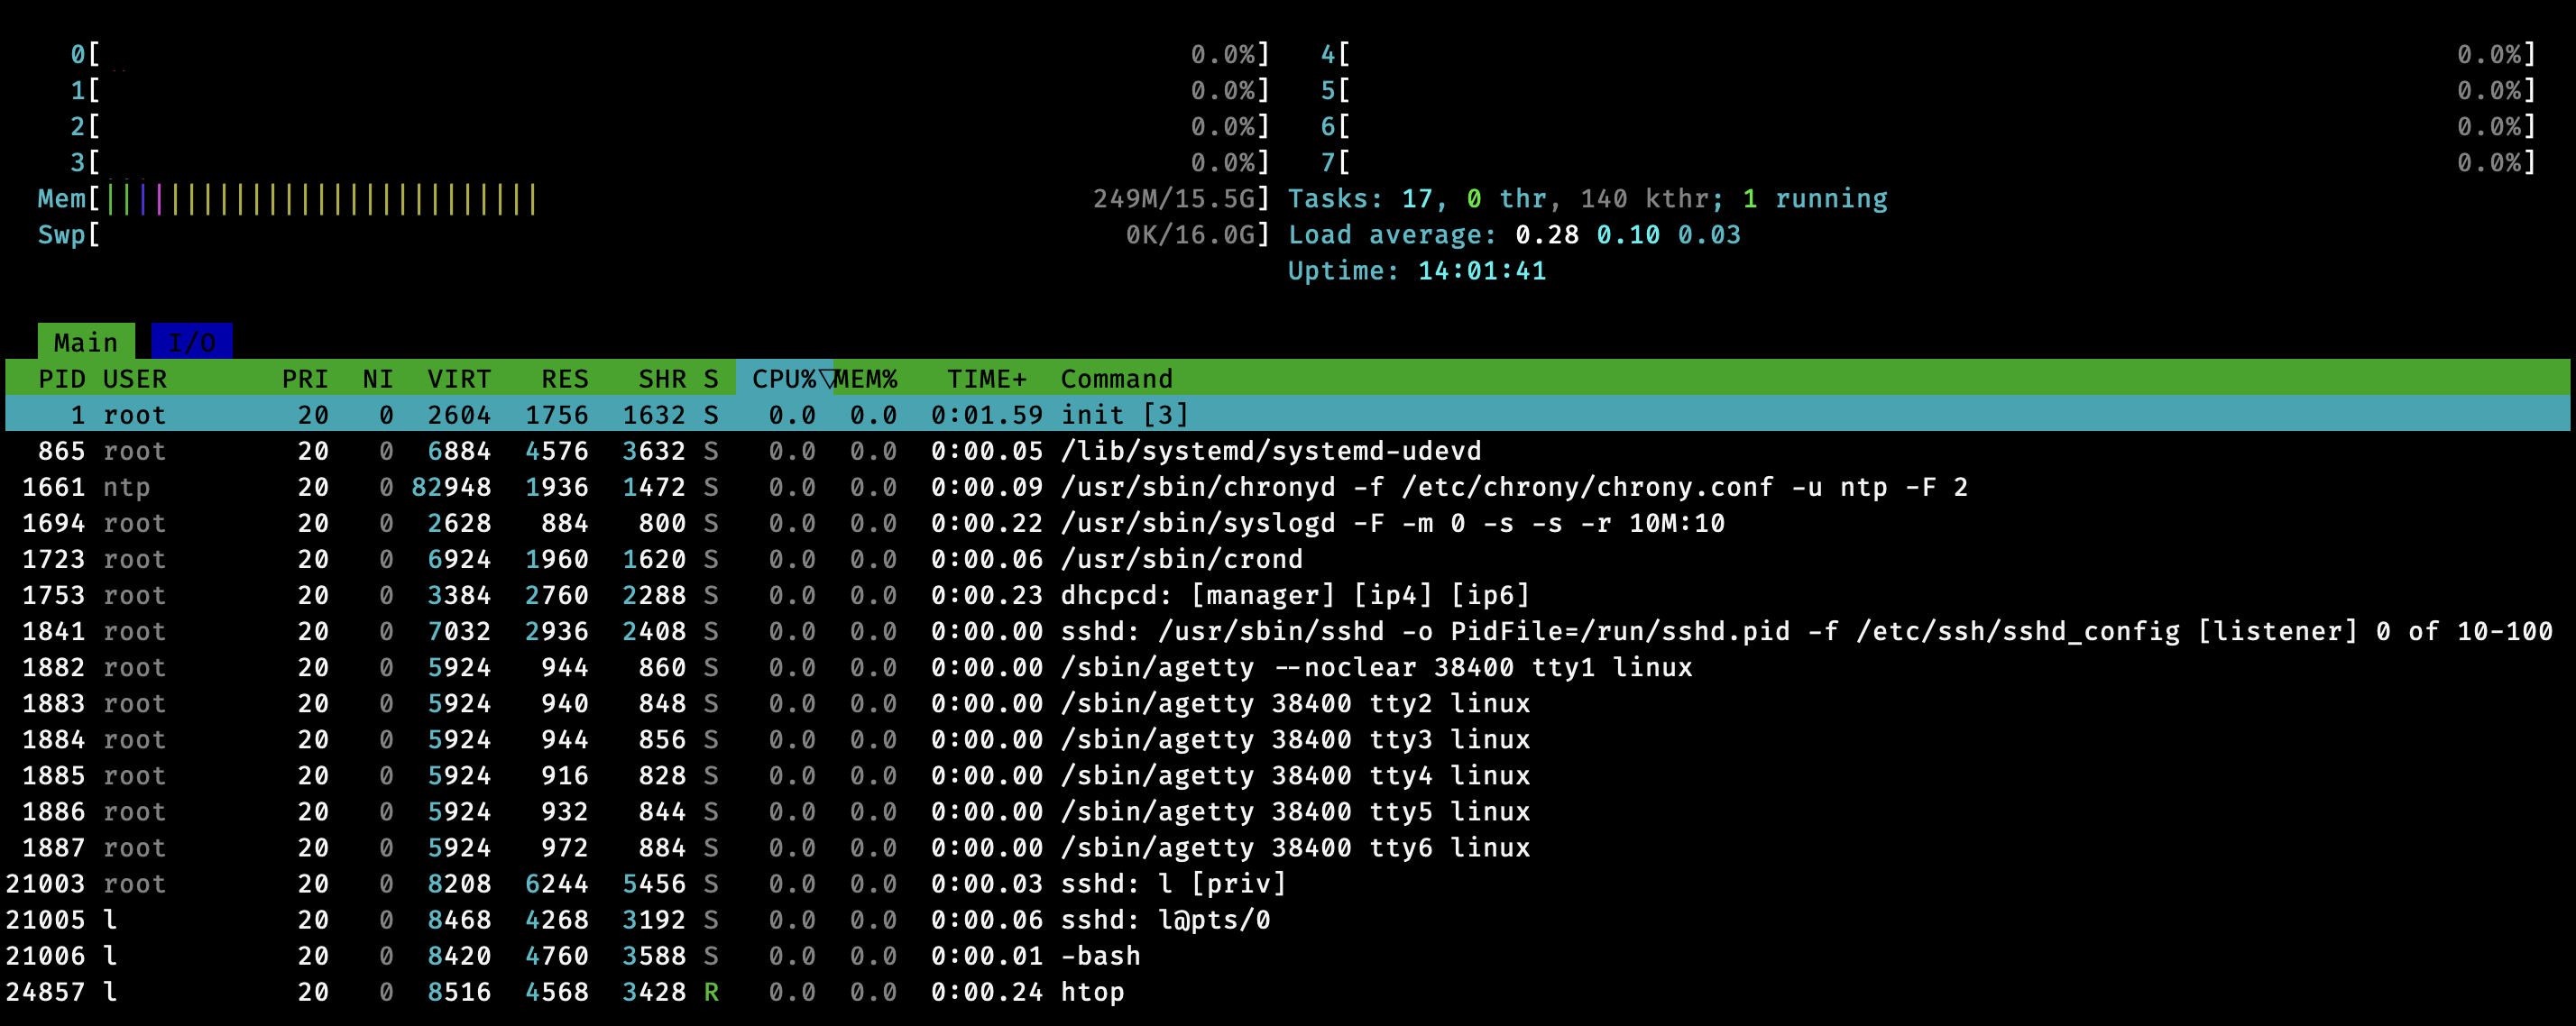 0[ 0.0%] 4[ 0.0%]
1[ 0.0%] 5[ 0.0%]
2[ 0.0%] 6[ 0.0%]
3[ 0.0%] 7[ 0.0%]
Mem[||||||||||||||||||||||||||| 249M/15.5G] Tasks: 17, 0 thr, 140 kthr; 1 running
Swp[ 0K/16.0G] Load average: 0.28 0.10 0.03
Uptime: 14:01:41
Main I/O
PID USER PRI NI VIRT RES SHR S CPU%▽MEM% TIME+ Command
1 root 20 0 2604 1756 1632 S 0.0 0.0 0:01.59 init [3]
865 root 20 0 6884 4576 3632 S 0.0 0.0 0:00.05 /lib/systemd/systemd-udevd
1661 ntp 20 0 82948 1936 1472 S 0.0 0.0 0:00.09 /usr/sbin/chronyd -f /etc/chrony/chrony.conf -u ntp -F 2
1694 root 20 0 2628 884 800 S 0.0 0.0 0:00.22 /usr/sbin/syslogd -F -m 0 -s -s -r 10M:10
1723 root 20 0 6924 1960 1620 S 0.0 0.0 0:00.06 /usr/sbin/crond
1753 root 20 0 3384 2760 2288 S 0.0 0.0 0:00.23 dhcpcd: [manager] [ip4] [ip6]
1841 root 20 0 7032 2936 2408 S 0.0 0.0 0:00.00 sshd: /usr/sbin/sshd -o PidFile=/run/sshd.pid -f /etc/ssh/sshd_config [listener] 0 of 10-100
1882 root 20 0 5924 944 860 S 0.0 0.0 0:00.00 /sbin/agetty --noclear 38400 tty1 linux
1883 root 20 0 5924 940 848 S 0.0 0.0 0:00.00 /sbin/agetty 38400 tty2 linux
1884 root 20 0 5924 944 856 S 0.0 0.0 0:00.00 /sbin/agetty 38400 tty3 linux
1885 root 20 0 5924 916 828 S 0.0 0.0 0:00.00 /sbin/agetty 38400 tty4 linux
1886 root 20 0 5924 932 844 S 0.0 0.0 0:00.00 /sbin/agetty 38400 tty5 linux
1887 root 20 0 5924 972 884 S 0.0 0.0 0:00.00 /sbin/agetty 38400 tty6 linux
21003 root 20 0 8208 6244 5456 S 0.0 0.0 0:00.03 sshd: l [priv]
21005 l 20 0 8468 4268 3192 S 0.0 0.0 0:00.06 sshd: l@pts/0
21006 l 20 0 8420 4760 3588 S 0.0 0.0 0:00.01 -bash
24857 l 20 0 8516 4568 3428 R 0.0 0.0 0:00.24 htop